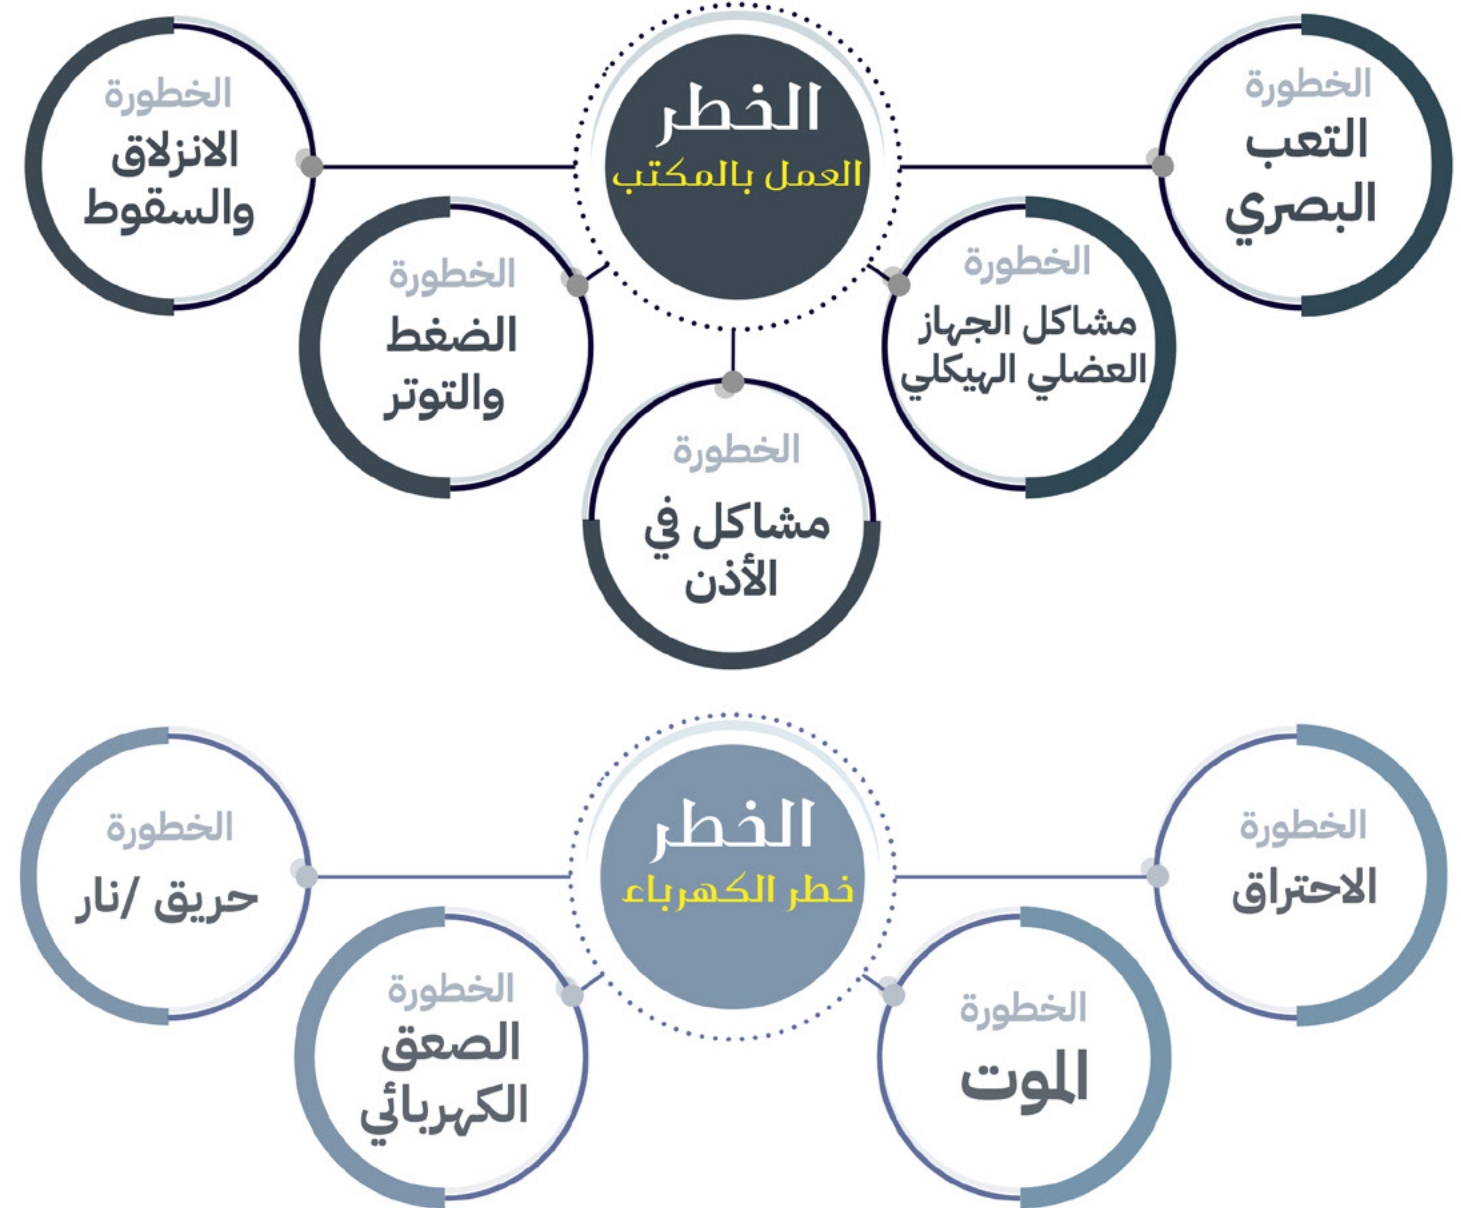 الخطر
العمل بالمكتب
الخطورة
التعب
البصري
الخطورة
مشاكل الجهاز
العضلي الهيكلي
الخطورة
مشاكل في
الأذن
الخطورة
الضغط
والتوتر
الخطورة
الانزلاق
والسقوط
الخطر
خطر الكهرباء
الخطورة
الاحتراق
الخطورة
الموت
الخطورة
الصعق
الكهربائي
الخطورة
حريق /نار